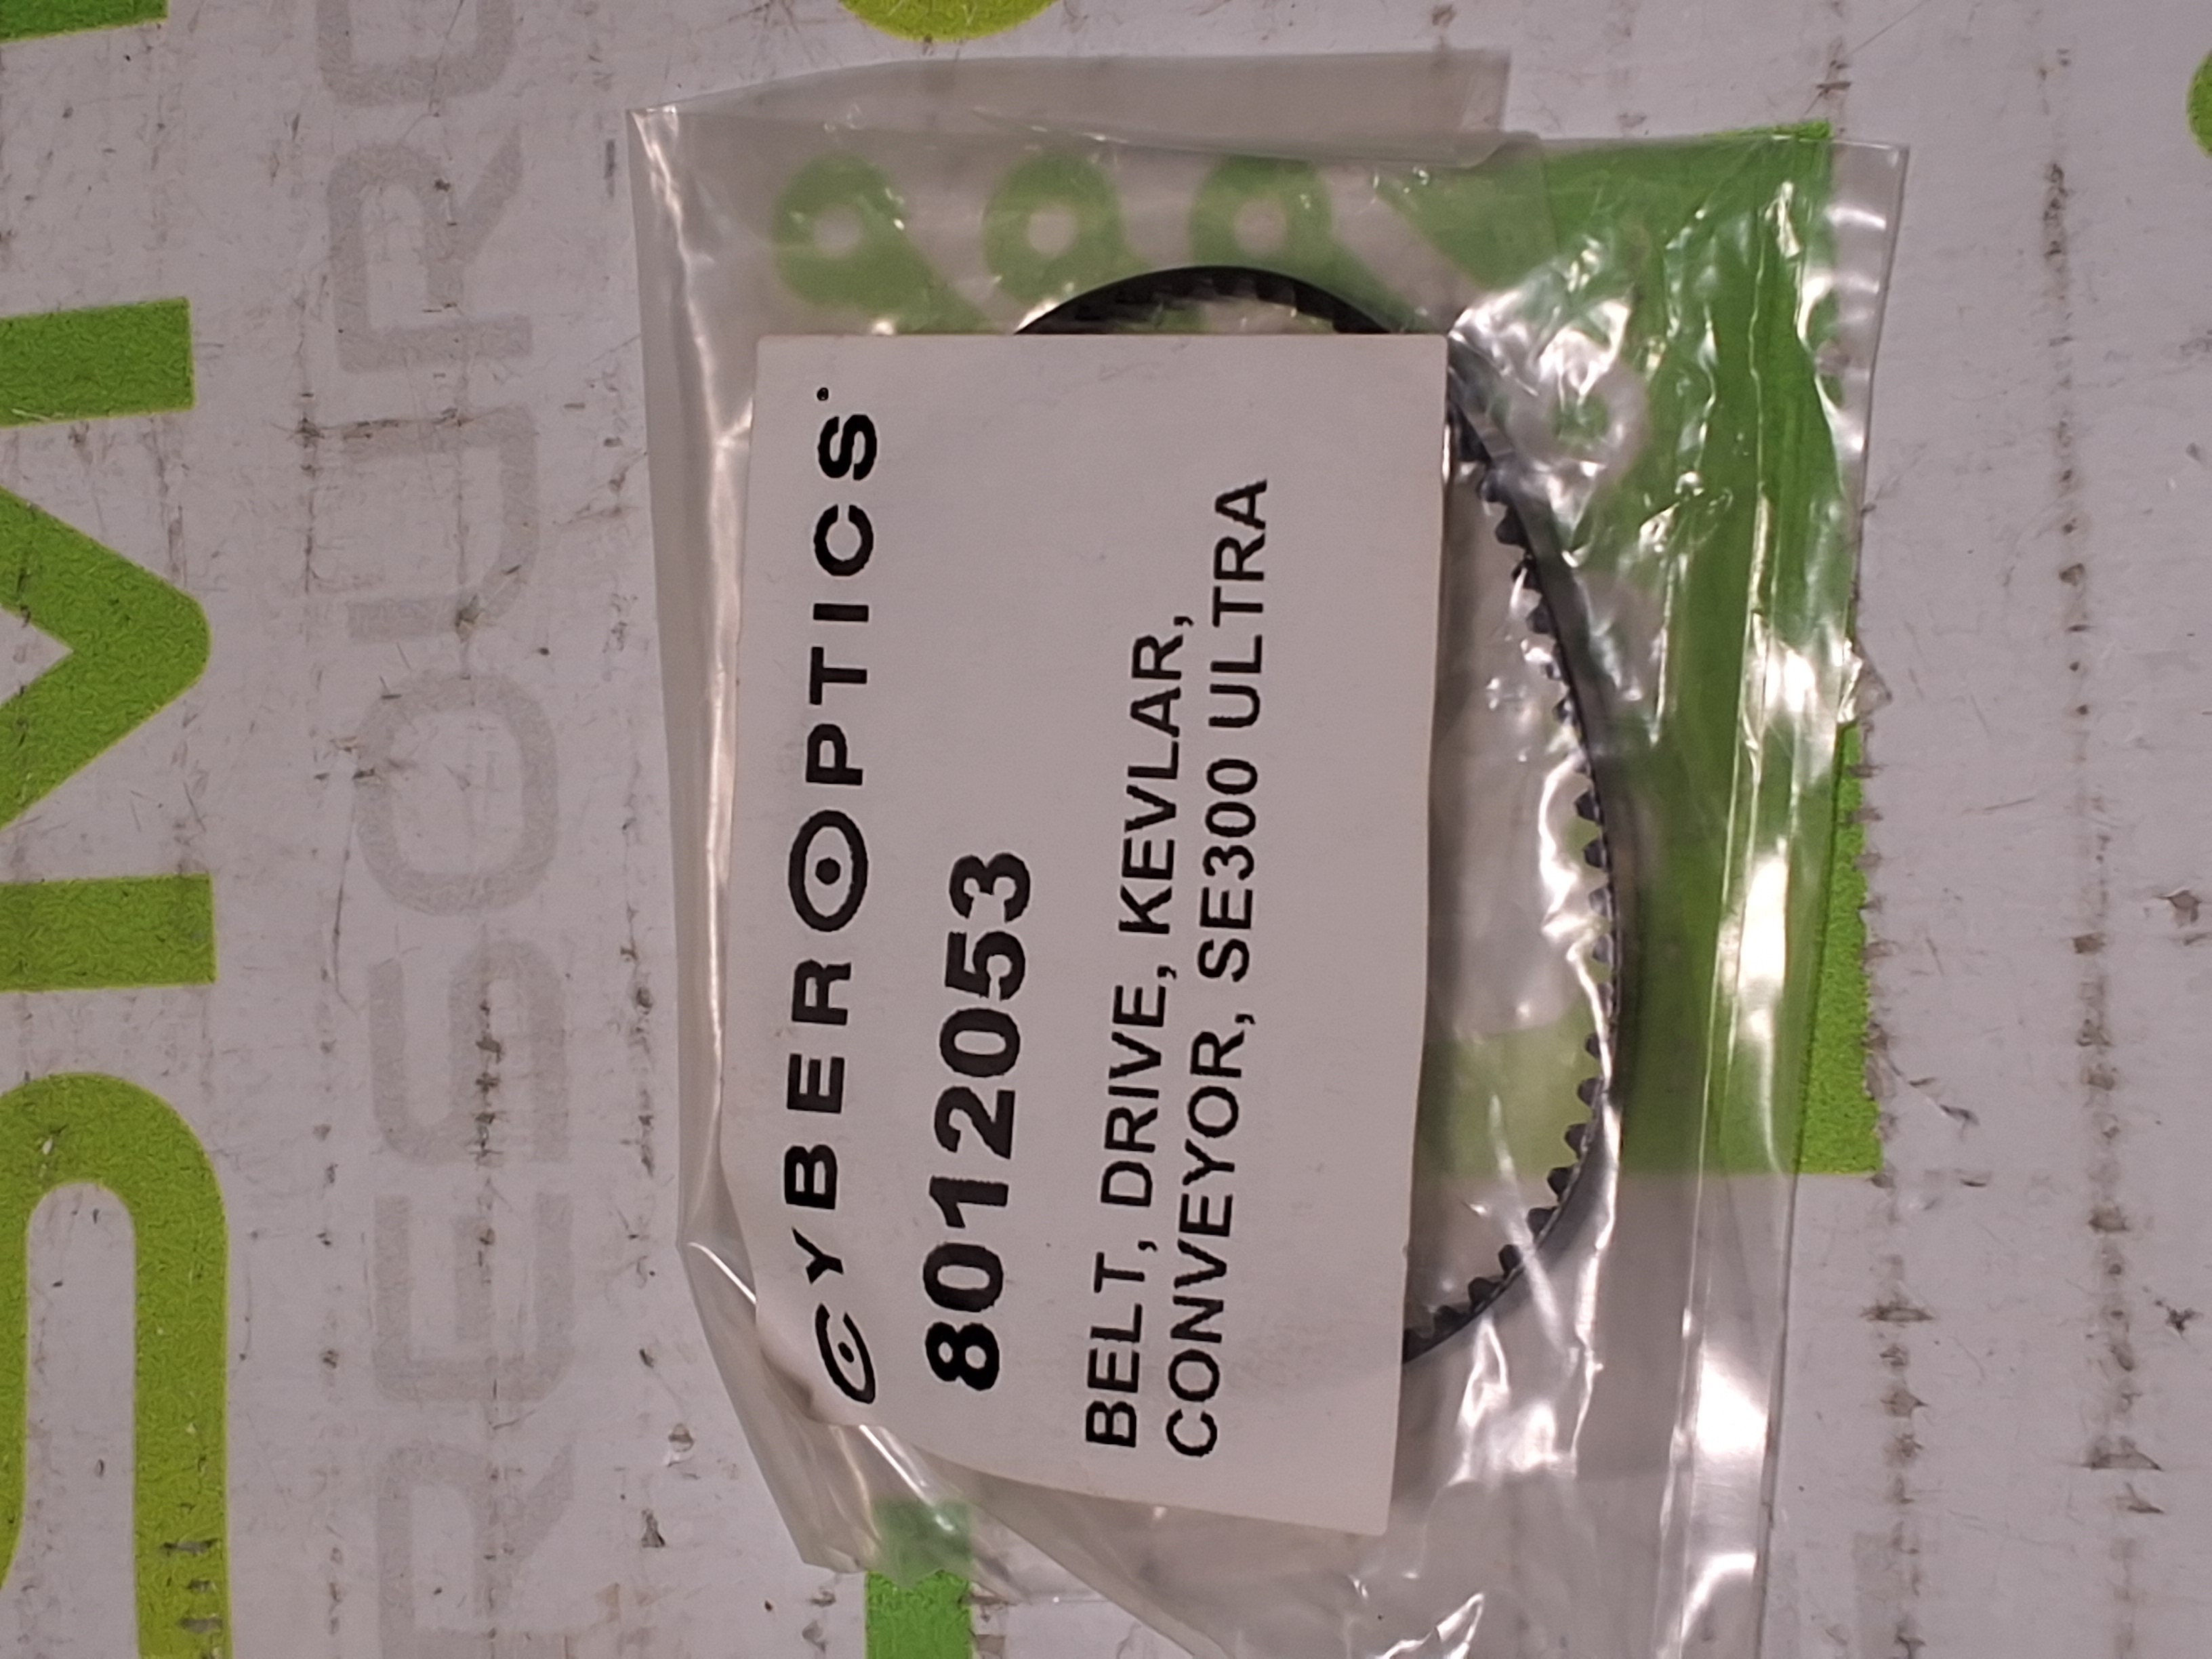 CYBEROPTICS
8012053
BELT, DRIVE, KEVLAR,
CONVEYOR, SE300 ULTRA